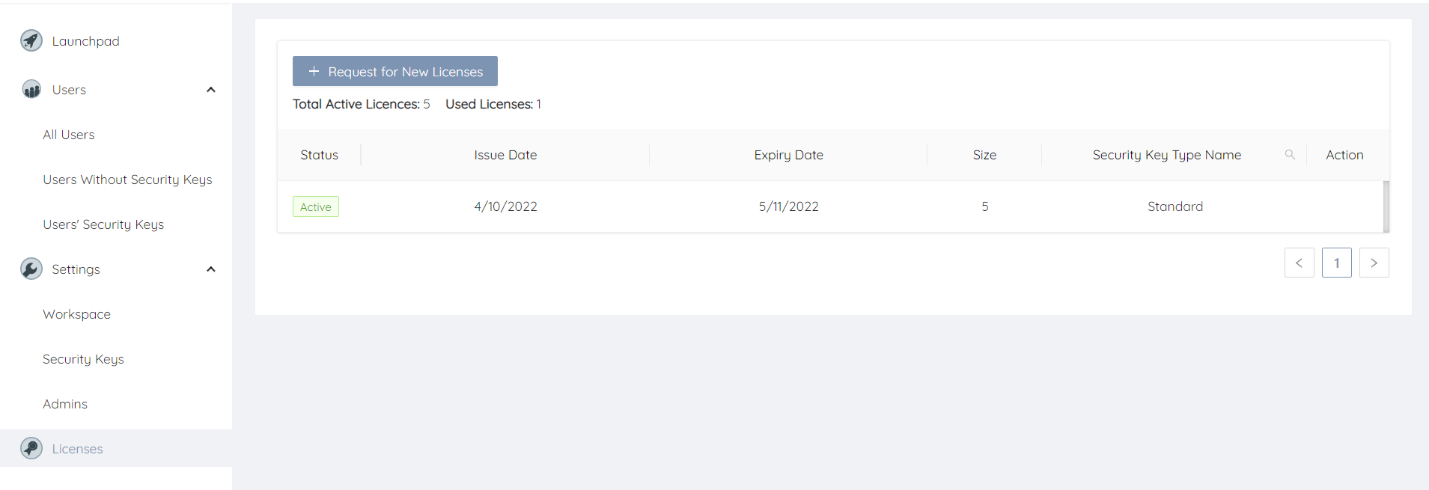 Launchpad
Users
All Users
Users Without Security Keys
Users' Security Keys
Settings
Workspace
Security Keys
Admins
Licenses
+ Request for New Licenses
Total Active Licences: 5 Used Licenses: 1
Status Issue Date Expiry Date Size Security Key Type Name Action
Active 4/10/2022 5/11/2022 5 Standard
< 1 >